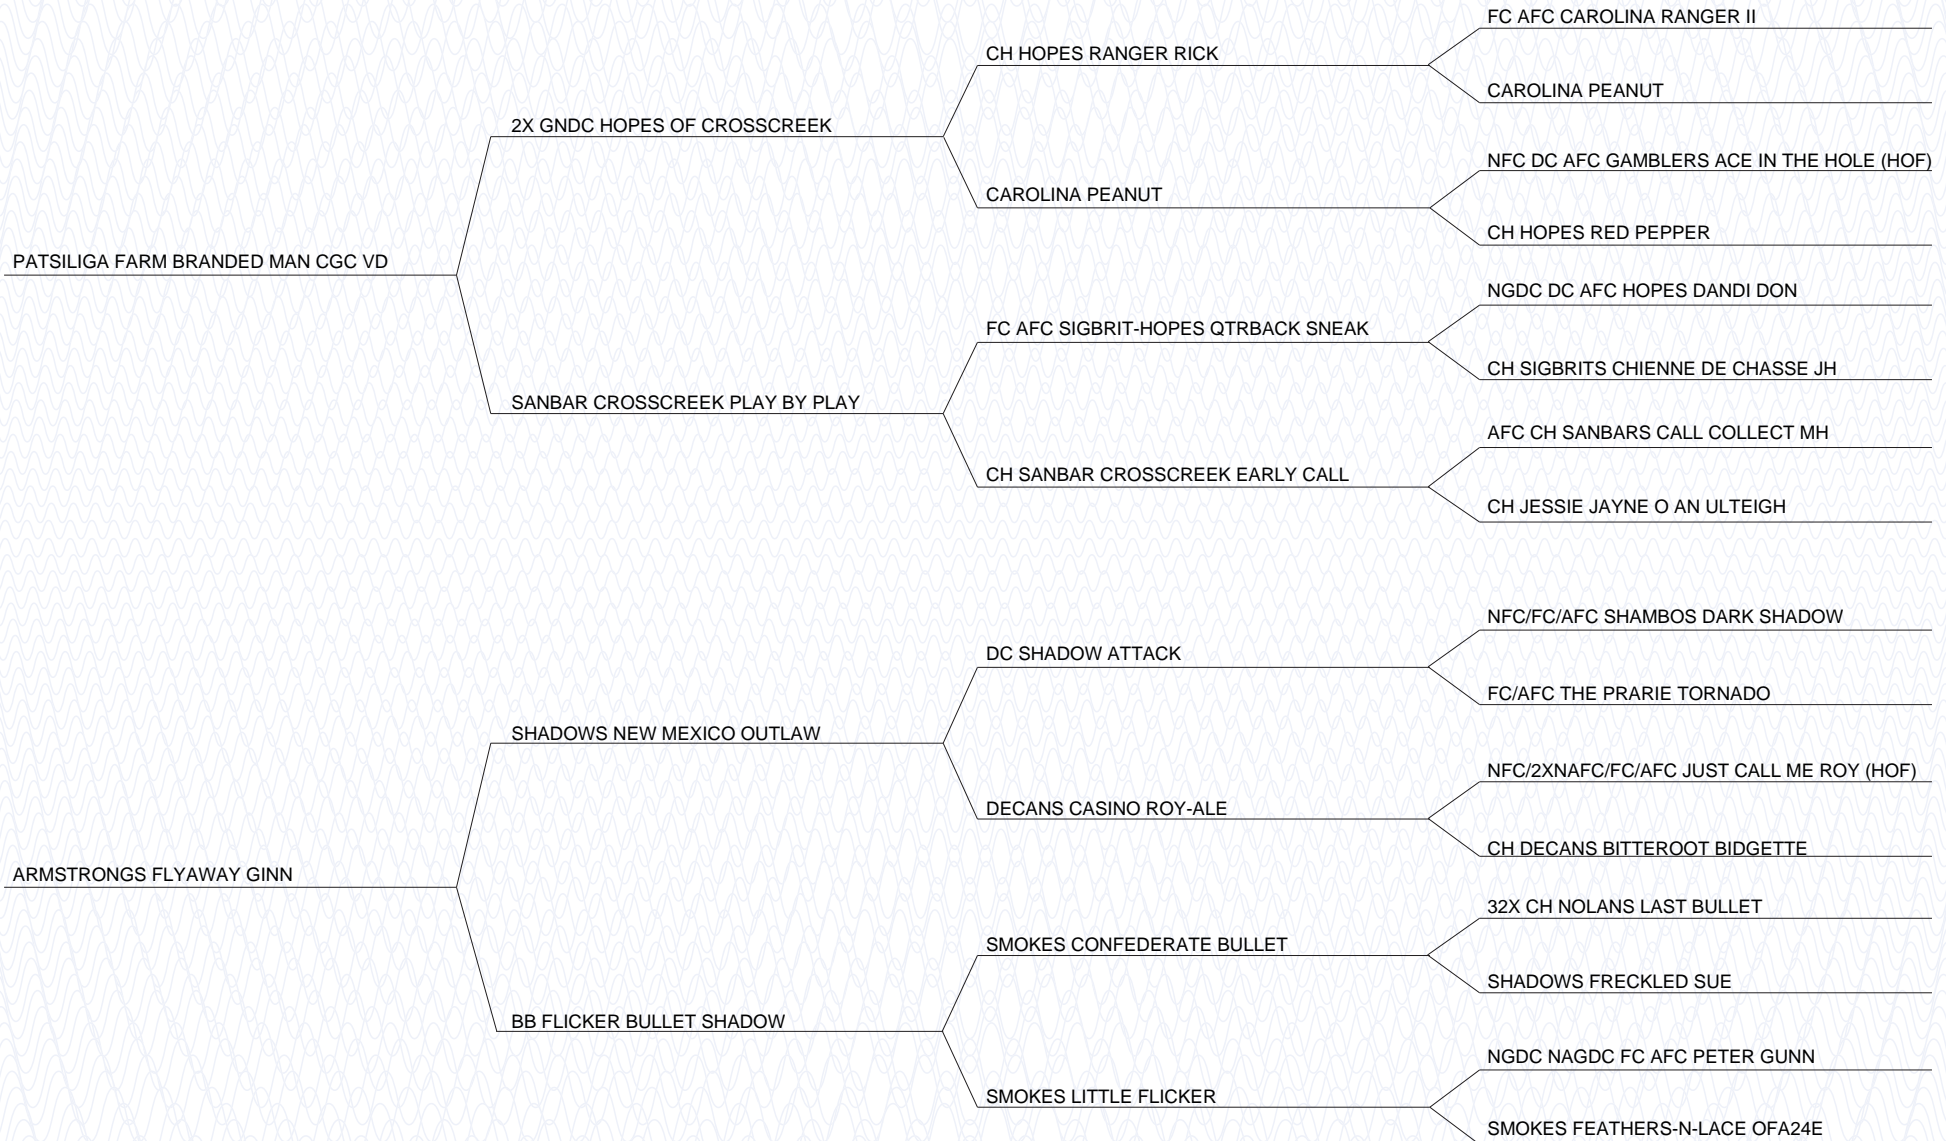 FC AFC CAROLINA RANGER II
CH HOPES RANGER RICK
CAROLINA PEANUT
2X GNDC HOPES OF CROSSCREEK
NFC DC AFC GAMBLERS ACE IN THE HOLE (HOF)
CAROLINA PEANUT
CH HOPES RED PEPPER
PATSILIGA FARM BRANDED MAN CGC VD
NGDC DC AFC HOPES DANDI DON
FC AFC SIGBRIT-HOPES QTRBACK SNEAK
CH SIGBRITS CHIENNE DE CHASSE JH
SANBAR CROSSCREEK PLAY BY PLAY
AFC CH SANBARS CALL COLLECT MH
CH SANBAR CROSSCREEK EARLY CALL
CH JESSIE JAYNE O AN ULTEIGH
NFC/FC/AFC SHAMBOS DARK SHADOW
DC SHADOW ATTACK
FC/AFC THE PRARIE TORNADO
SHADOWS NEW MEXICO OUTLAW
NFC/2XNAFC/FC/AFC JUST CALL ME ROY (HOF)
DECANS CASINO ROY-ALE
CH DECANS BITTEROOT BIDGETTE
ARMSTRONGS FLYAWAY GINN
32X CH NOLANS LAST BULLET
SMOKES CONFEDERATE BULLET
SHADOWS FRECKLED SUE
BB FLICKER BULLET SHADOW
NGDC NAGDC FC AFC PETER GUNN
SMOKES LITTLE FLICKER
SMOKES FEATHERS-N-LACE OFA24E